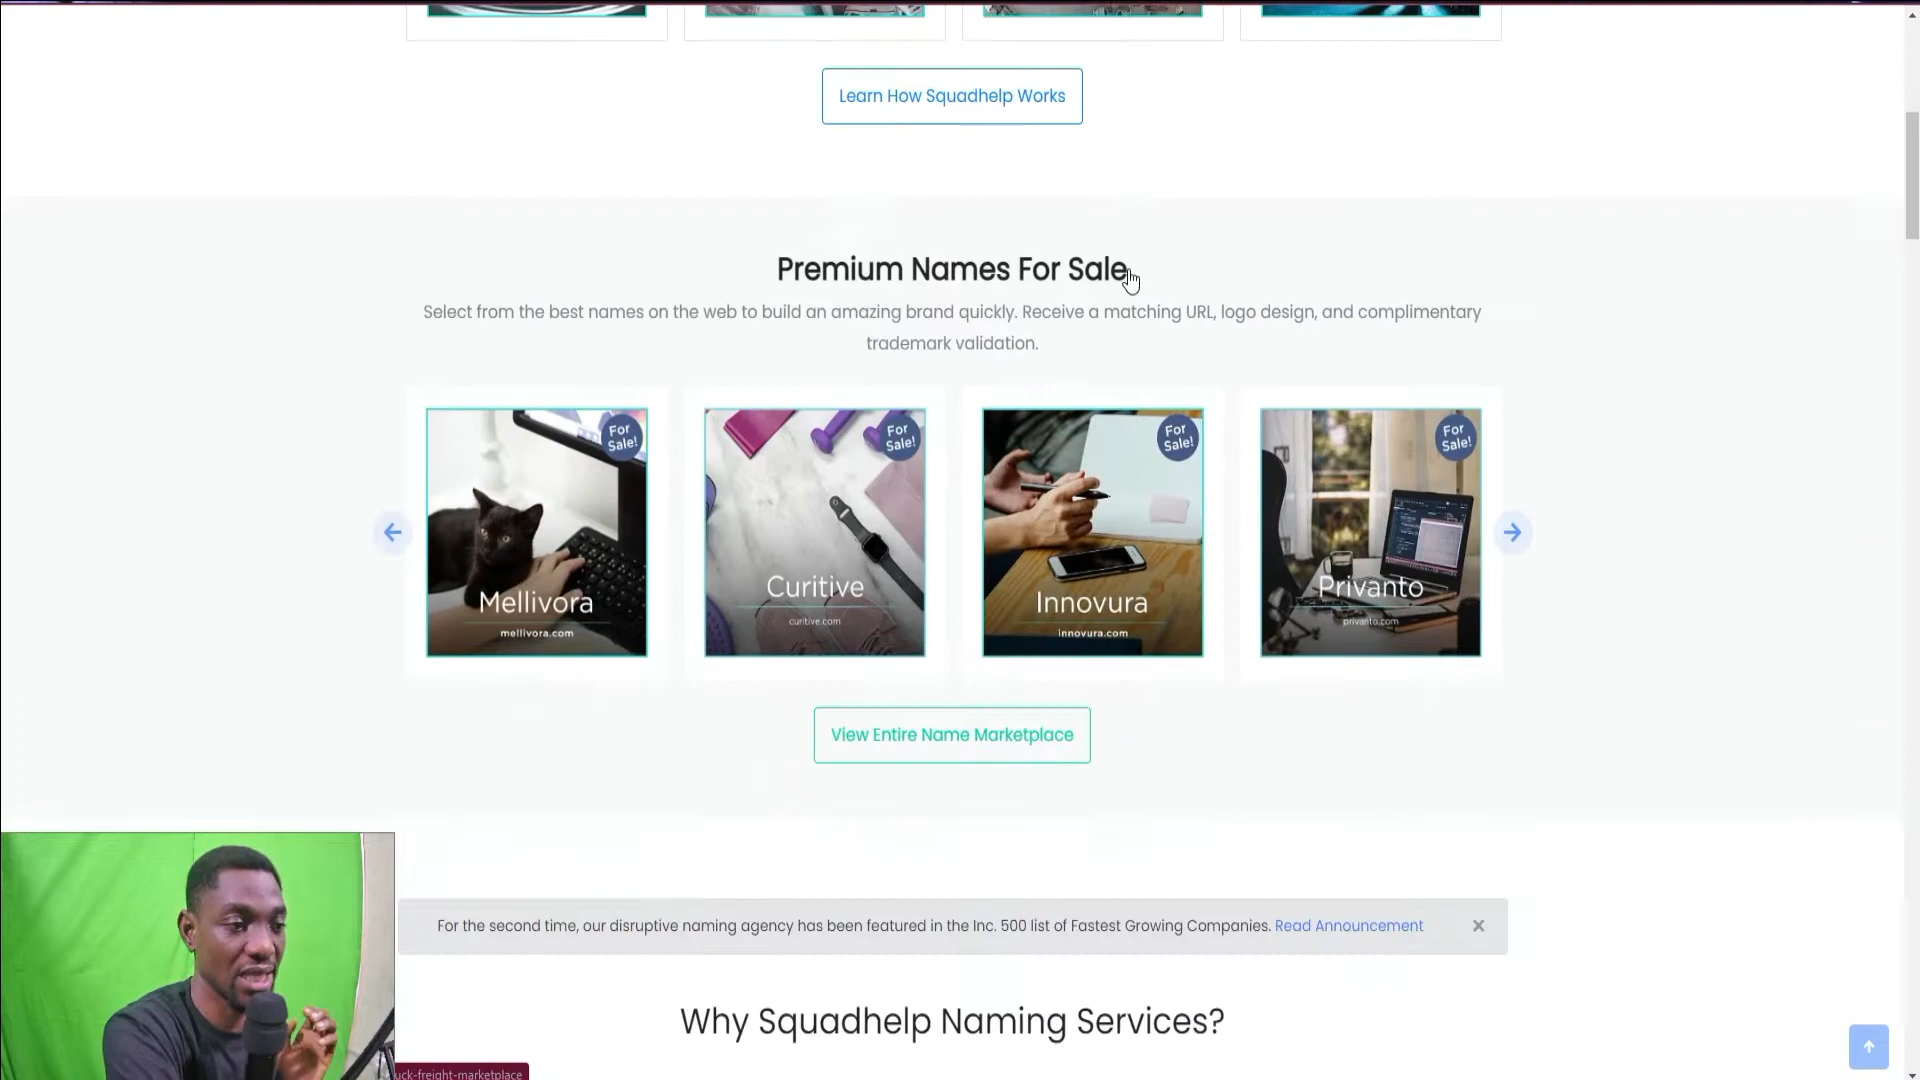 Learn How Squadhelp Works
Premium Names For Sale
Select from the best names on the web to build an amazing brand quickly. Receive a matching URL, logo design, and complimentary
trademark validation.
For
Sale!
Mellivora
mellivora.com
For
Sale!
Curitive
curitive.com
For
Sale!
Innovura
innovura.com
For
Sale!
Privanto
privanto.com
View Entire Name Marketplace
For the second time, our disruptive naming agency has been featured in the Inc. 500 list of Fastest Growing Companies. Read Announcement
Why Squadhelp Naming Services?
uck-freight-marketplace